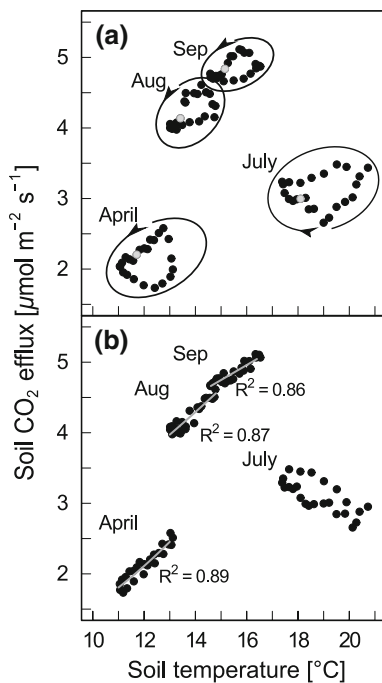 (a)
Sep
Aug
July
April
5
4
3
2
(b)
Sep
Aug
R² = 0.86
R² = 0.87
July
April
R² = 0.89
5
4
3
2
10 12 14 16 18 20
Soil temperature [°C]
Soil CO₂ efflux [μmol m⁻² s⁻¹]